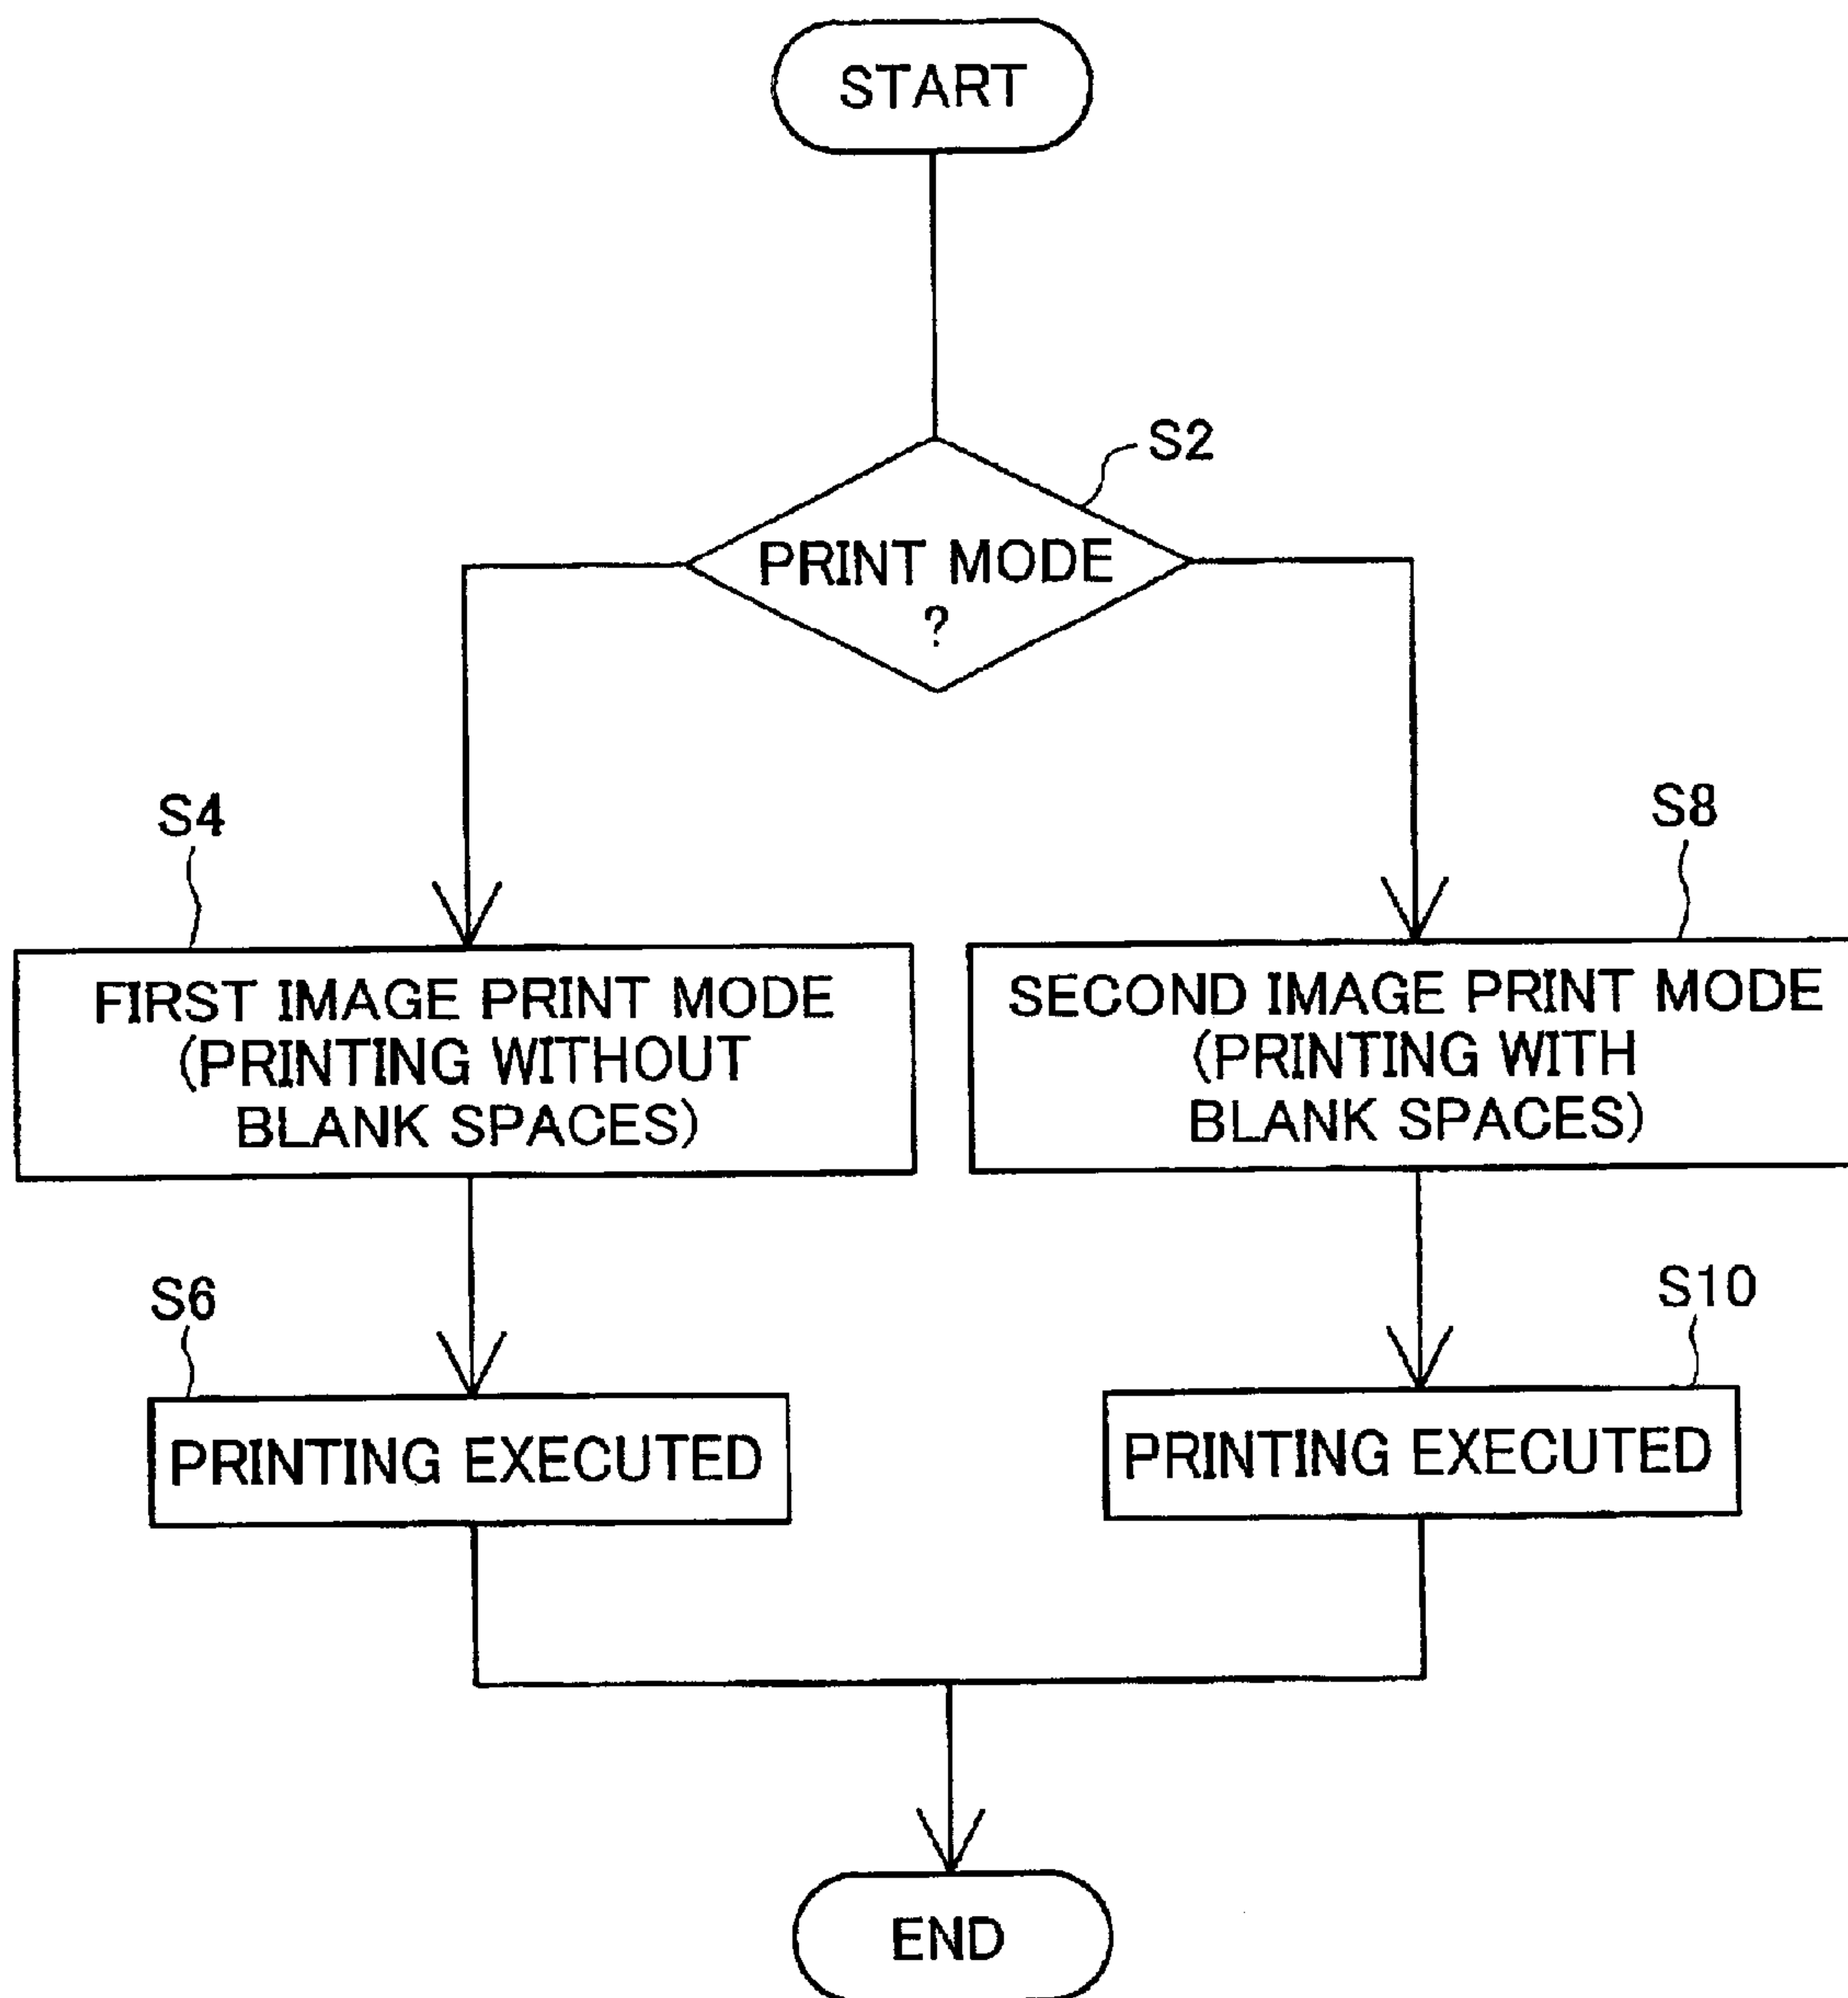 START
S2
PRINT MODE
?
S4
FIRST IMAGE PRINT MODE
(PRINTING WITHOUT
BLANK SPACES)
S8
SECOND IMAGE PRINT MODE
(PRINTING WITH
BLANK SPACES)
S6
PRINTING EXECUTED
S10
PRINTING EXECUTED
END